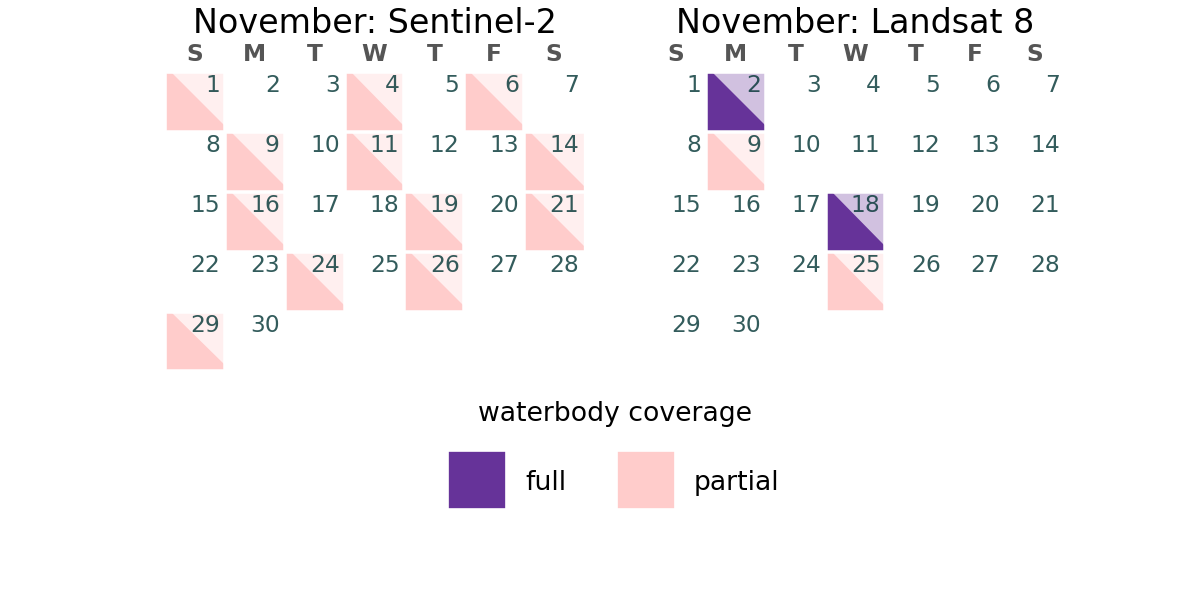 November: Sentinel-2
S M T W T F S
1 2 3 4 5 6 7
8 9 10 11 12 13 14
15 16 17 18 19 20 21
22 23 24 25 26 27 28
29 30
November: Landsat 8
S M T W T F S
1 2 3 4 5 6 7
8 9 10 11 12 13 14
15 16 17 18 19 20 21
22 23 24 25 26 27 28
29 30
waterbody coverage
full partial